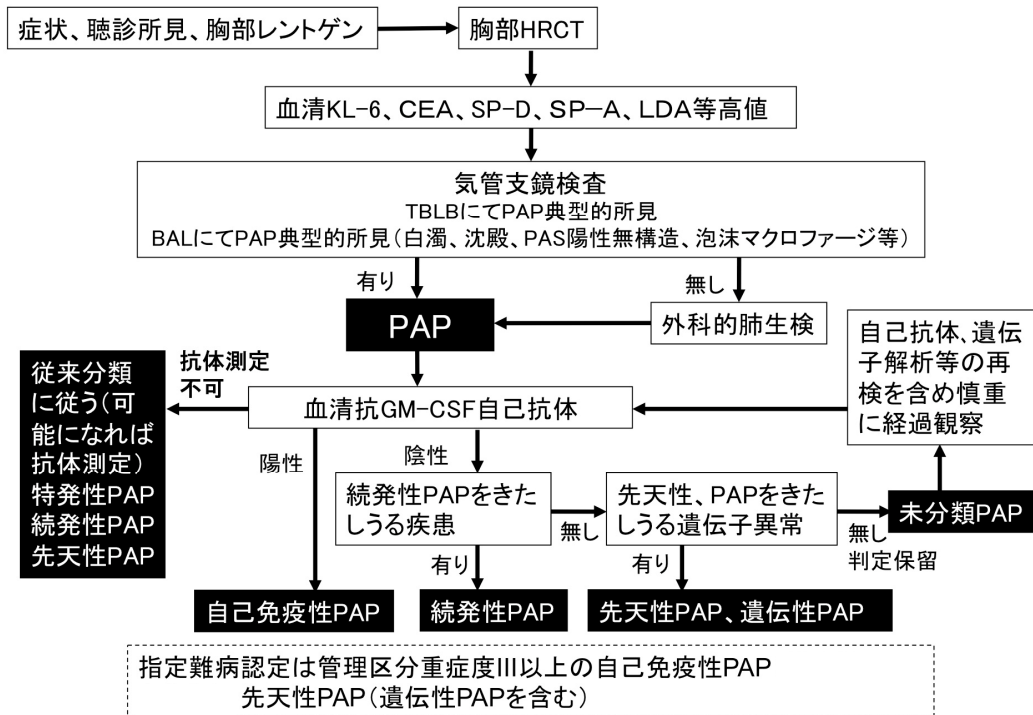 症状、聴診所見、胸部レントゲン
胸部HRCT
血清KL-6、CEA、SP-D、SP-A、LDA等高値
気管支鏡検査
TBLBにてPAP典型的所見
BALにてPAP典型的所見（白濁、沈殿、PAS陽性無構造、泡沫マクロファージ等）
有り
無し
PAP
外科的肺生検
自己抗体、遺伝
子解析等の再
検を含め慎重
に経過観察
抗体測定
不可
従来分類
に従う（可
能になれば
抗体測定）
特発性PAP
続発性PAP
先天性PAP
血清抗GM-CSF自己抗体
陽性
陰性
続発性PAPをきた
しうる疾患
無し
先天性、PAPをきた
しうる遺伝子異常
無し
判定保留
未分類PAP
有り
有り
自己免疫性PAP
続発性PAP
先天性PAP、遺伝性PAP
指定難病認定は管理区分重症度III以上の自己免疫性PAP
先天性PAP（遺伝性PAPを含む）